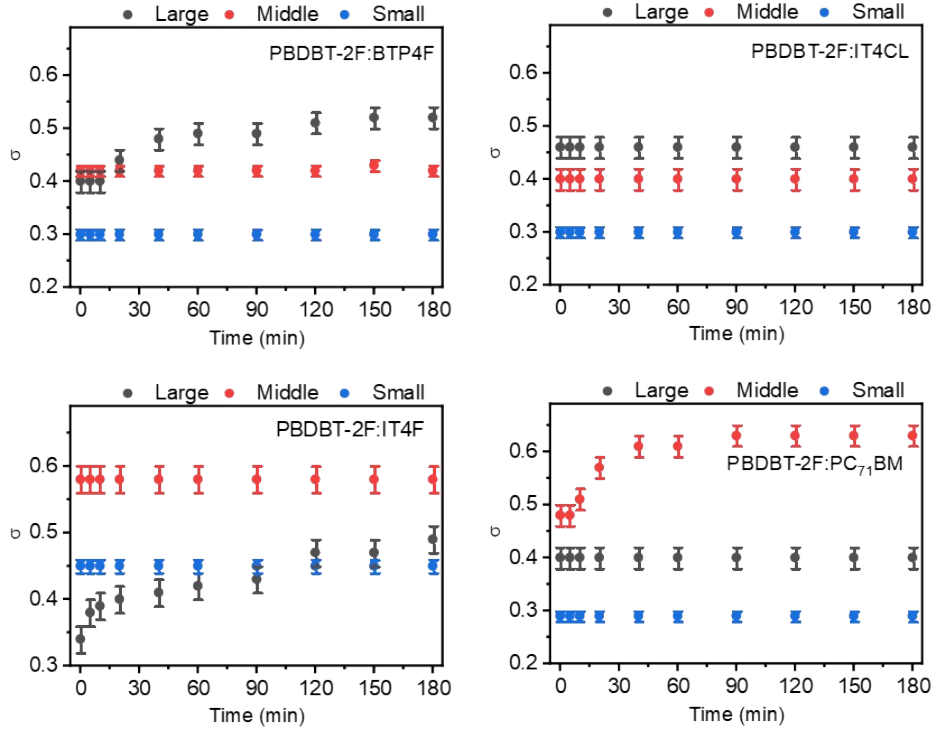 Large Middle Small
PBDBT-2F:BTP4F
σ
0.6
0.5
0.4
0.3
0.2
0 30 60 90 120 150 180
Time (min)
Large Middle Small
PBDBT-2F:IT4CL
σ
0.6
0.5
0.4
0.3
0.2
0 30 60 90 120 150 180
Time (min)
Large Middle Small
PBDBT-2F:IT4F
σ
0.6
0.5
0.4
0.3
0 30 60 90 120 150 180
Time (min)
Large Middle Small
PBDBT-2F:PC₇₁BM
σ
0.6
0.5
0.4
0.3
0.2
0 30 60 90 120 150 180
Time (min)